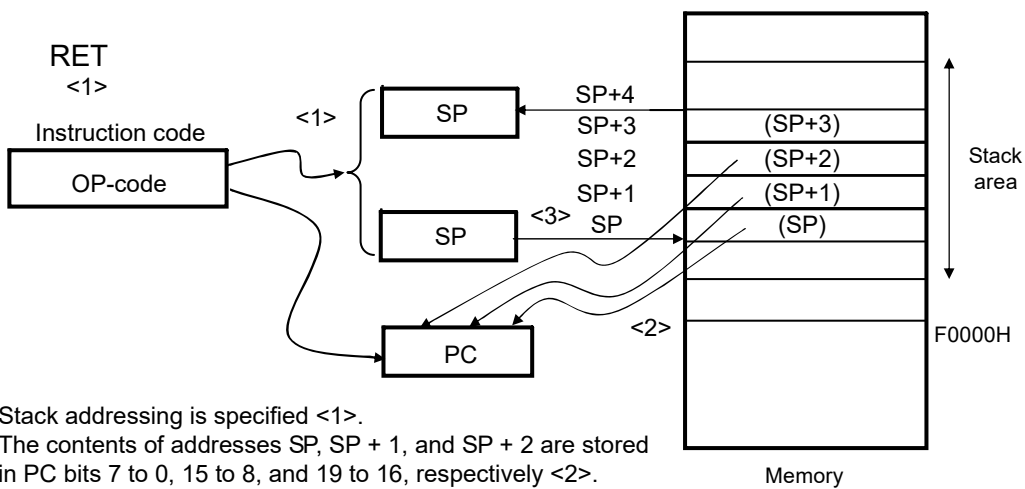 RET
<1>
Instruction code
OP-code
<1>
SP
SP
<3>
PC
SP+4
SP+3
SP+2
SP+1
SP
(SP+3)
(SP+2)
(SP+1)
(SP)
Stack
area
<2>
F0000H
Memory
Stack addressing is specified <1>.
The contents of addresses SP, SP + 1, and SP + 2 are stored
in PC bits 7 to 0, 15 to 8, and 19 to 16, respectively <2>.